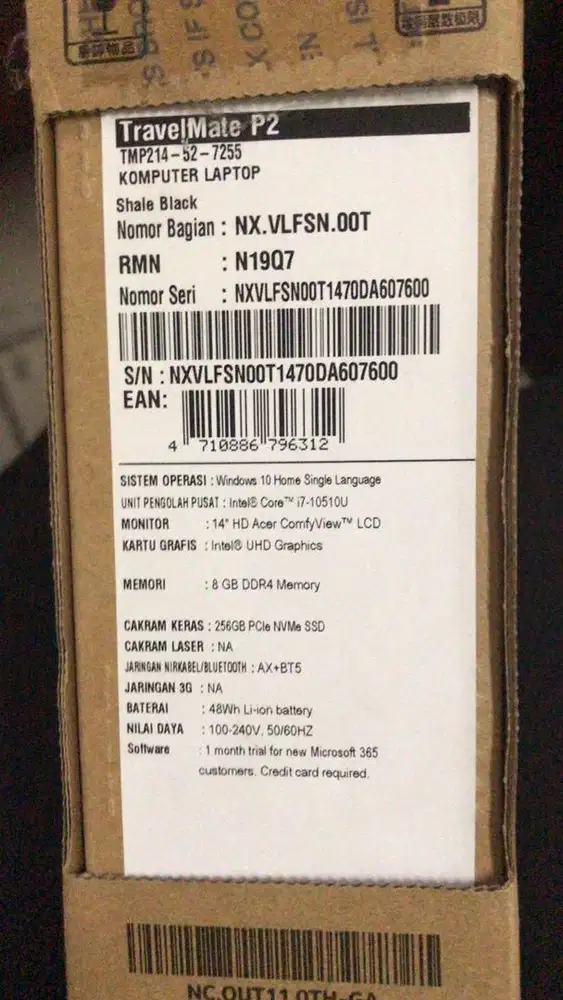 TravelMate P2
TMP214-52-7255
KOMPUTER LAPTOP
Shale Black
Nomor Bagian : NX.VLFSN.00T
RMN : N19Q7
Nomor Seri : NXVLFSN00T1470DA607600
S/N : NXVLFSN00T1470DA607600
EAN:
4 710886 796312
SISTEM OPERASI : Windows 10 Home Single Language
UNIT PENGOLAH PUSAT : Intel® Core™ i7-10510U
MONITOR : 14" HD Acer ComfyView™ LCD
KARTU GRAFIS : Intel® UHD Graphics
MEMORI : 8 GB DDR4 Memory
CAKRAM KERAS : 256GB PCIe NVMe SSD
CAKRAM LASER : NA
JARINGAN NIRKABEL/BLUETOOTH : AX+BT5
JARINGAN 3G : NA
BATERAI : 48Wh Li-ion battery
NILAI DAYA : 100-240V, 50/60HZ
Software : 1 month trial for new Microsoft 365
customers. Credit card required.